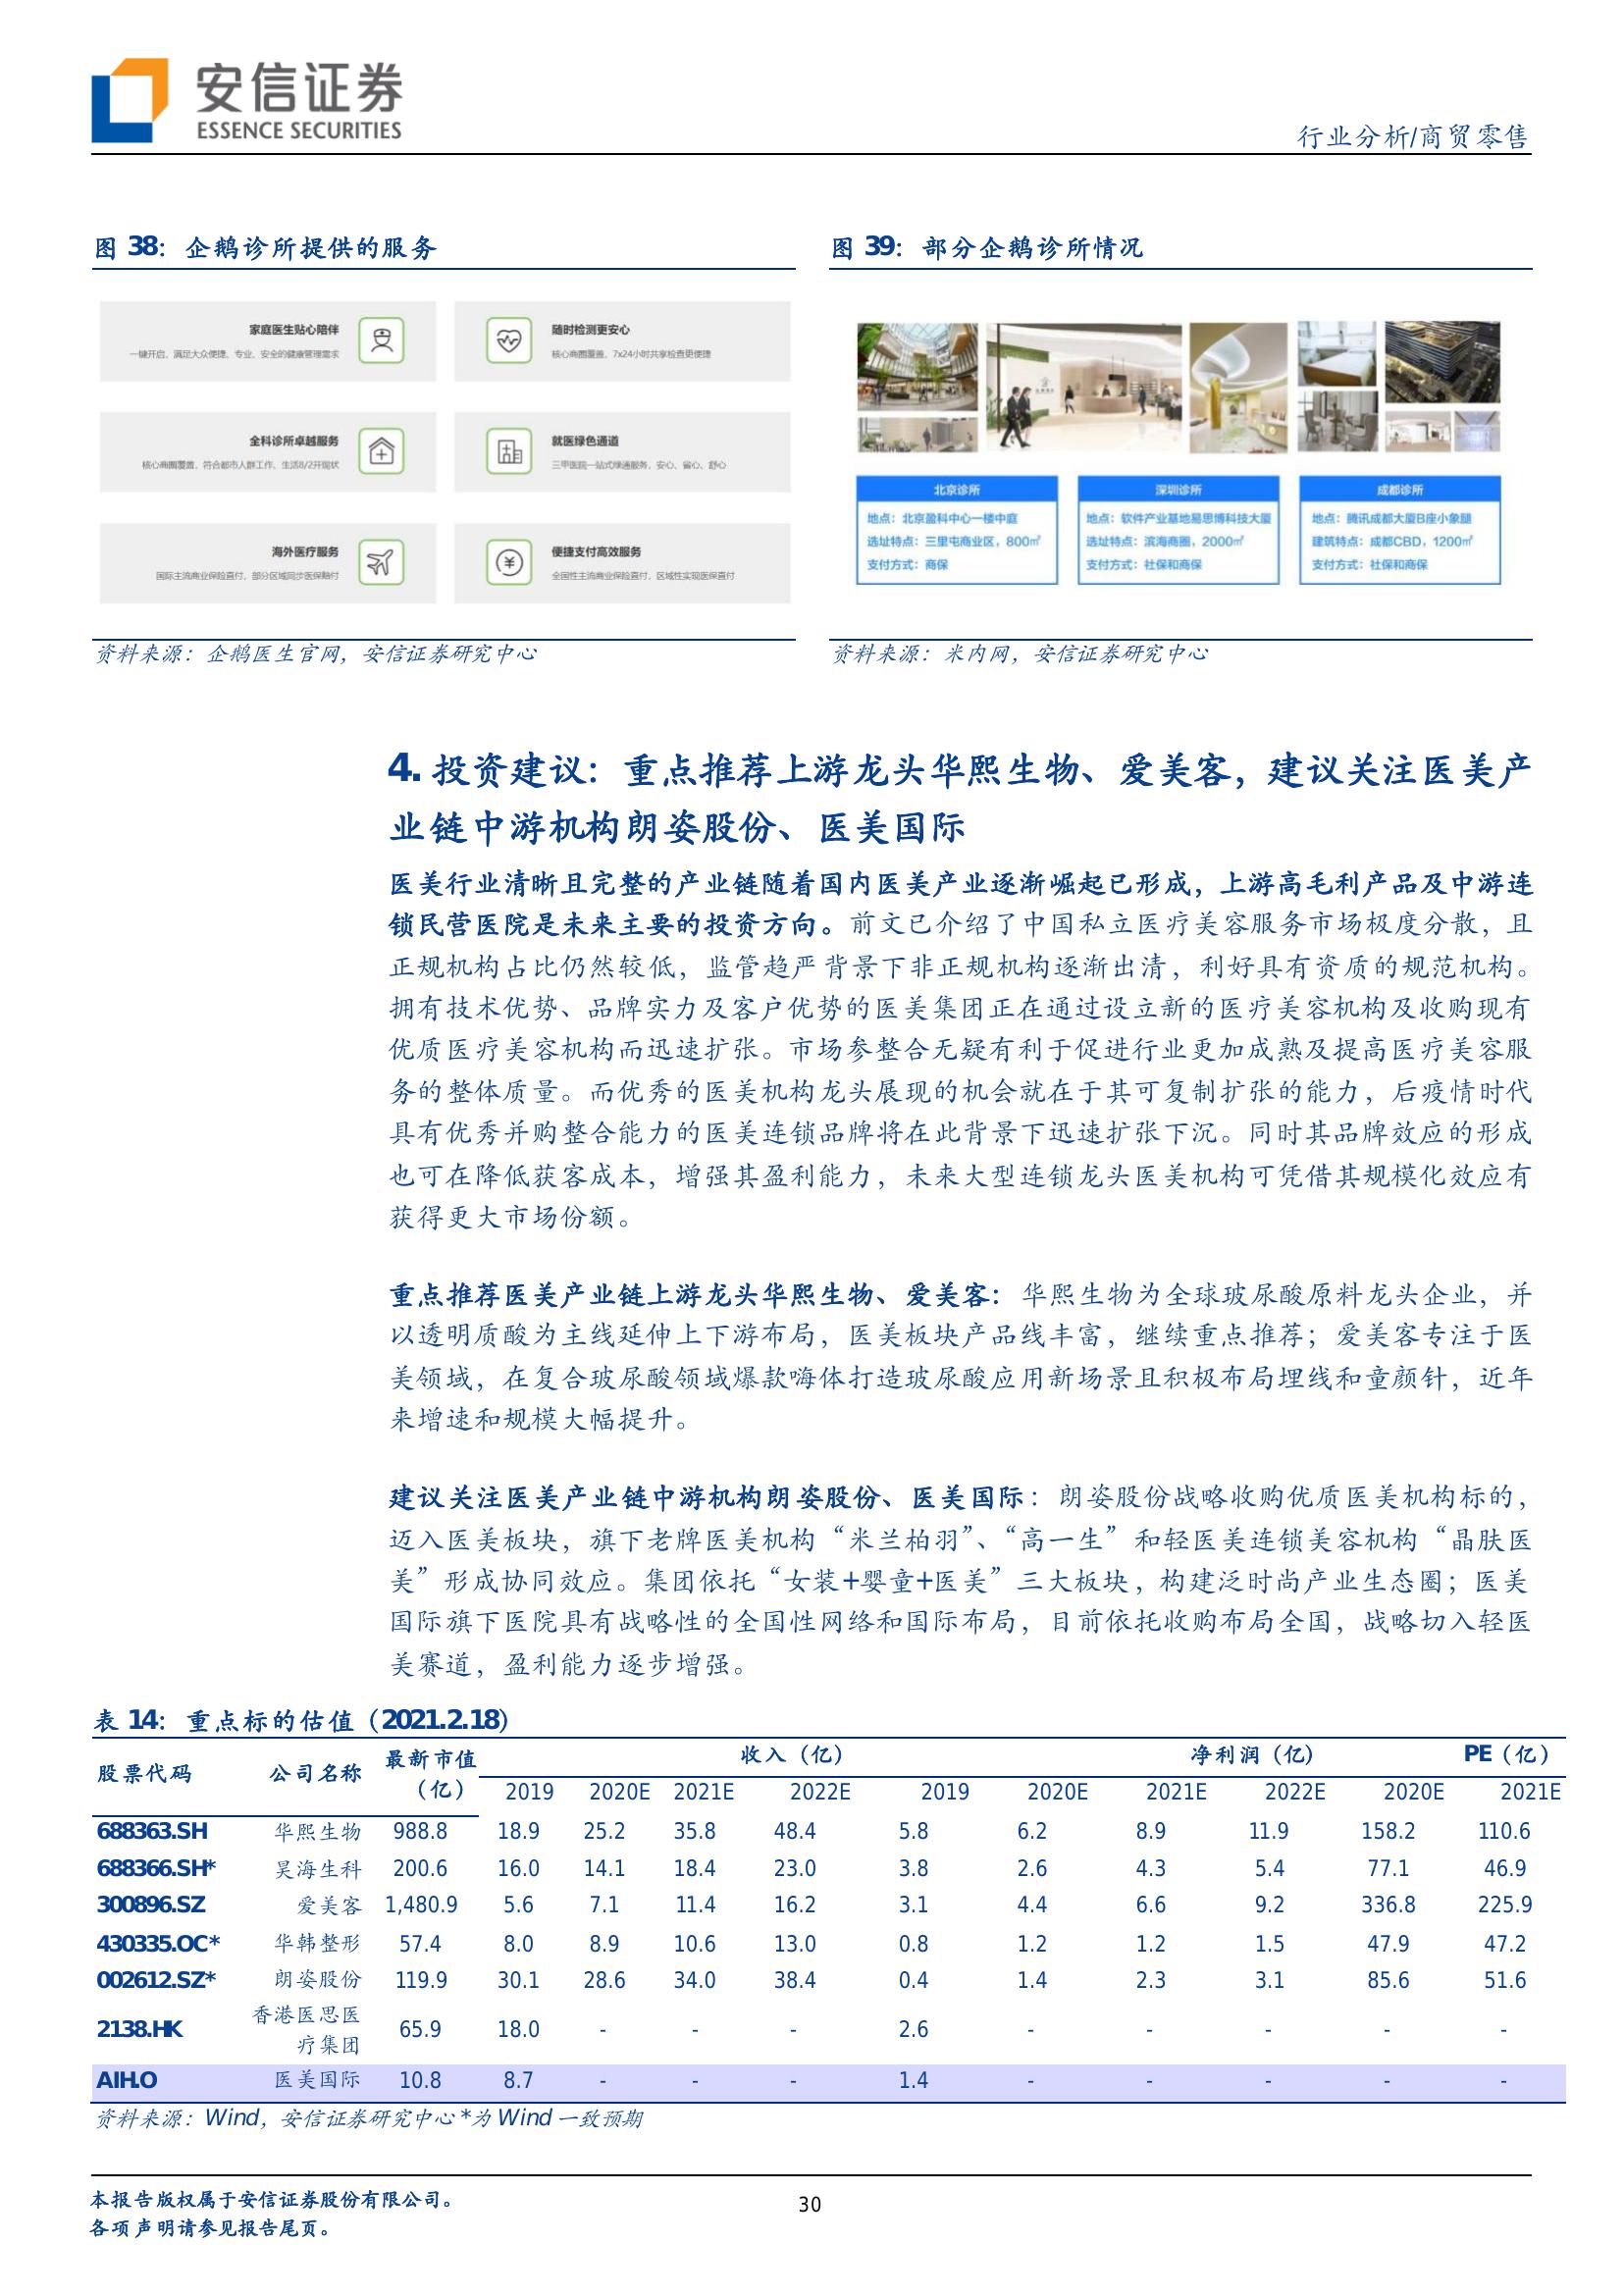 安信证券
ESSENCE SECURITIES
行业分析/商贸零售
图 38：企鹅诊所提供的服务
家庭医生贴心陪伴
一键开启，满足大众便捷、专业、安全的健康管理需求
随时检测更安心
核心商圈覆盖，7x24小时共享检查更便捷
全科诊所卓越服务
核心商圈覆盖，符合都市人群工作、生活8/2开现状
就医绿色通道
三甲医院一站式绿通服务，安心、省心、舒心
海外医疗服务
国际主流商业保险直付，部分区域同步医保融付
便捷支付高效服务
全国性主流商业保险直付，区域性实现医保直付
资料来源：企鹅医生官网，安信证券研究中心
图 39：部分企鹅诊所情况
北京诊所
地点：北京盈科中心一楼中庭
选址特点：三里屯商业区，800㎡
支付方式：商保
深圳诊所
地点：软件产业基地易思博科技大厦
选址特点：滨海商圈，2000㎡
支付方式：社保和商保
成都诊所
地点：腾讯成都大厦B座小象腿
建筑特点：成都CBD，1200㎡
支付方式：社保和商保
资料来源：米内网，安信证券研究中心
4. 投资建议：重点推荐上游龙头华熙生物、爱美客，建议关注医美产
业链中游机构朗姿股份、医美国际
医美行业清晰且完整的产业链随着国内医美产业逐渐崛起已形成，上游高毛利产品及中游连
锁民营医院是未来主要的投资方向。前文已介绍了中国私立医疗美容服务市场极度分散，且
正规机构占比仍然较低，监管趋严背景下非正规机构逐渐出清，利好具有资质的规范机构。
拥有技术优势、品牌实力及客户优势的医美集团正在通过设立新的医疗美容机构及收购现有
优质医疗美容机构而迅速扩张。市场参整合无疑有利于促进行业更加成熟及提高医疗美容服
务的整体质量。而优秀的医美机构龙头展现的机会就在于其可复制扩张的能力，后疫情时代
具有优秀并购整合能力的医美连锁品牌将在此背景下迅速扩张下沉。同时其品牌效应的形成
也可在降低获客成本，增强其盈利能力，未来大型连锁龙头医美机构可凭借其规模化效应有
获得更大市场份额。
重点推荐医美产业链上游龙头华熙生物、爱美客：华熙生物为全球玻尿酸原料龙头企业，并
以透明质酸为主线延伸上下游布局，医美板块产品线丰富，继续重点推荐；爱美客专注于医
美领域，在复合玻尿酸领域爆款嗨体打造玻尿酸应用新场景且积极布局埋线和童颜针，近年
来增速和规模大幅提升。
建议关注医美产业链中游机构朗姿股份、医美国际：朗姿股份战略收购优质医美机构标的，
迈入医美板块，旗下老牌医美机构“米兰柏羽”、“高一生”和轻医美连锁美容机构“晶肤医
美”形成协同效应。集团依托“女装+婴童+医美”三大板块，构建泛时尚产业生态圈；医美
国际旗下医院具有战略性的全国性网络和国际布局，目前依托收购布局全国，战略切入轻医
美赛道，盈利能力逐步增强。
表 14：重点标的估值（2021.2.18）
股票代码 公司名称 最新市值（亿） 收入（亿） 净利润（亿） PE（亿）
2019 2020E 2021E 2022E 2019 2020E 2021E 2022E 2020E 2021E
688363.SH 华熙生物 988.8 18.9 25.2 35.8 48.4 5.8 6.2 8.9 11.9 158.2 110.6
688366.SH* 昊海生科 200.6 16.0 14.1 18.4 23.0 3.8 2.6 4.3 5.4 77.1 46.9
300896.SZ 爱美客 1,480.9 5.6 7.1 11.4 16.2 3.1 4.4 6.6 9.2 336.8 225.9
430335.OC* 华韩整形 57.4 8.0 8.9 10.6 13.0 0.8 1.2 1.2 1.5 47.9 47.2
002612.SZ* 朗姿股份 119.9 30.1 28.6 34.0 38.4 0.4 1.4 2.3 3.1 85.6 51.6
2138.HK 香港医思医疗集团 65.9 18.0 - - - 2.6 - - - - -
AIH.O 医美国际 10.8 8.7 - - - 1.4 - - - - -
资料来源：Wind，安信证券研究中心 *为 Wind 一致预期
本报告版权属于安信证券股份有限公司。
各项声明请参见报告尾页。
30